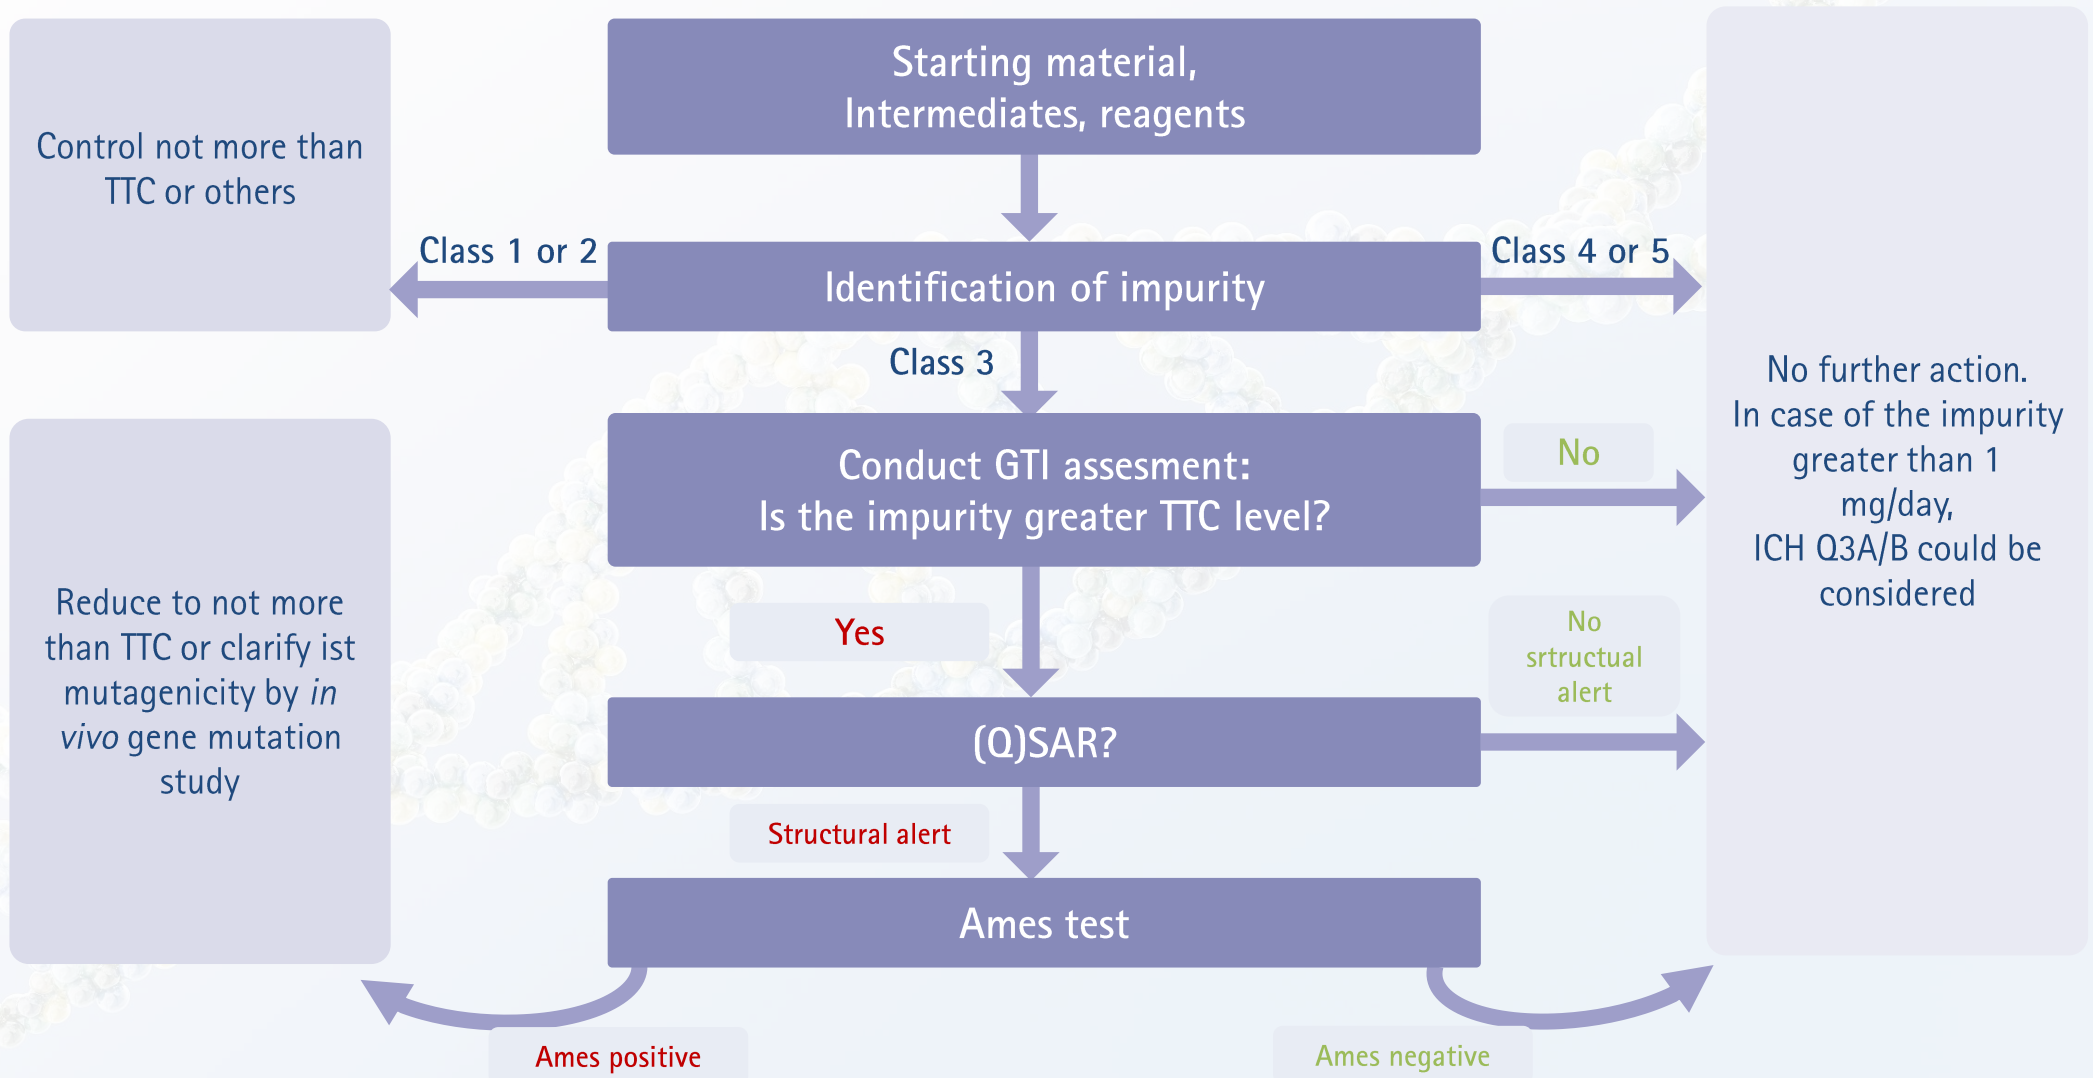 Starting material,
Intermediates, reagents
Control not more than
TTC or others
Class 1 or 2
Identification of impurity
Class 4 or 5
Class 3
Conduct GTI assesment:
Is the impurity greater TTC level?
No
No further action.
In case of the impurity
greater than 1
mg/day,
ICH Q3A/B could be
considered
Yes
No
srtructual
alert
Reduce to not more
than TTC or clarify ist
mutagenicity by in
vivo gene mutation
study
(Q)SAR?
Structural alert
Ames test
Ames positive
Ames negative